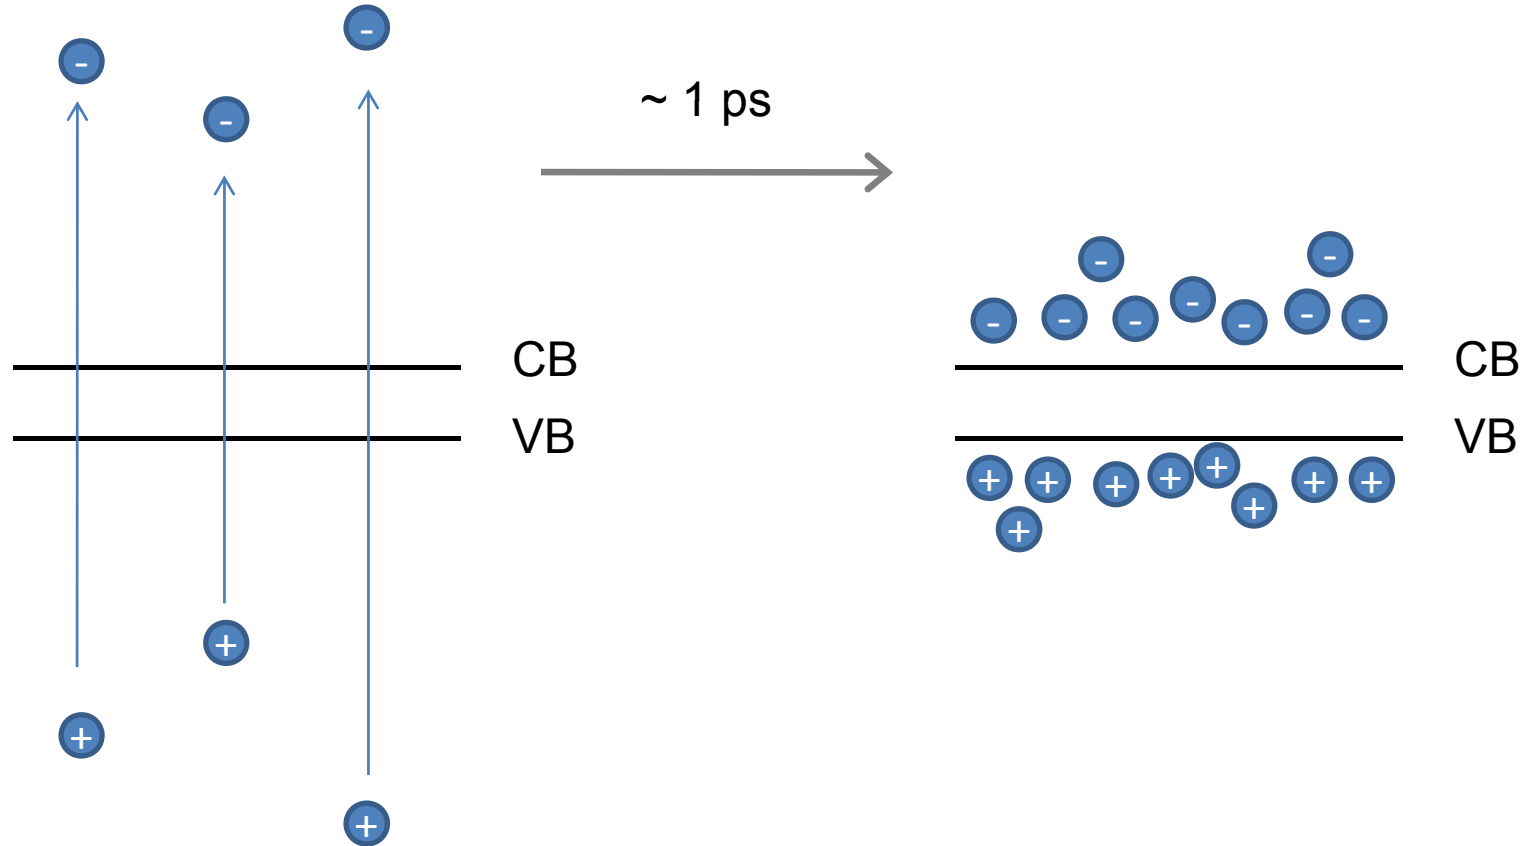 - - -
~ 1 ps
- - - - - - - - -
CB CB
VB VB
+ + + + + + + + +
+
+
+